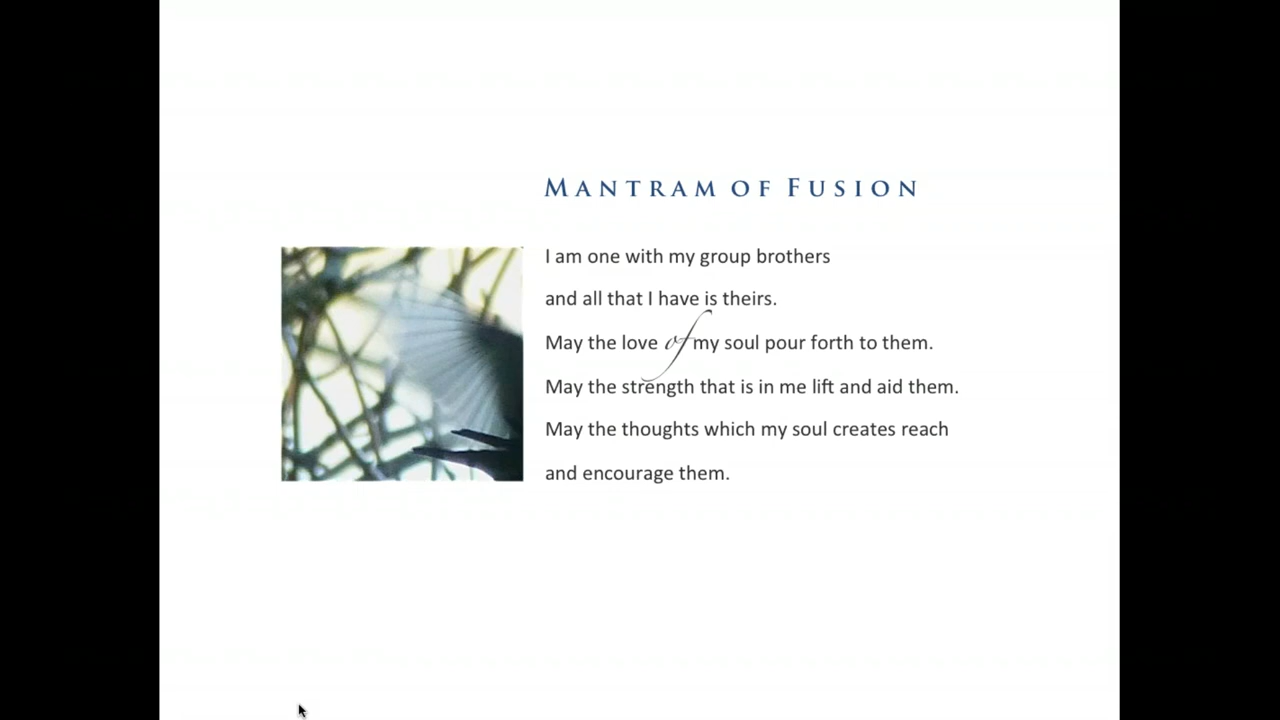 MANTRAM OF FUSION
I am one with my group brothers
and all that I have is theirs.
May the love of my soul pour forth to them.
May the strength that is in me lift and aid them.
May the thoughts which my soul creates reach
and encourage them.